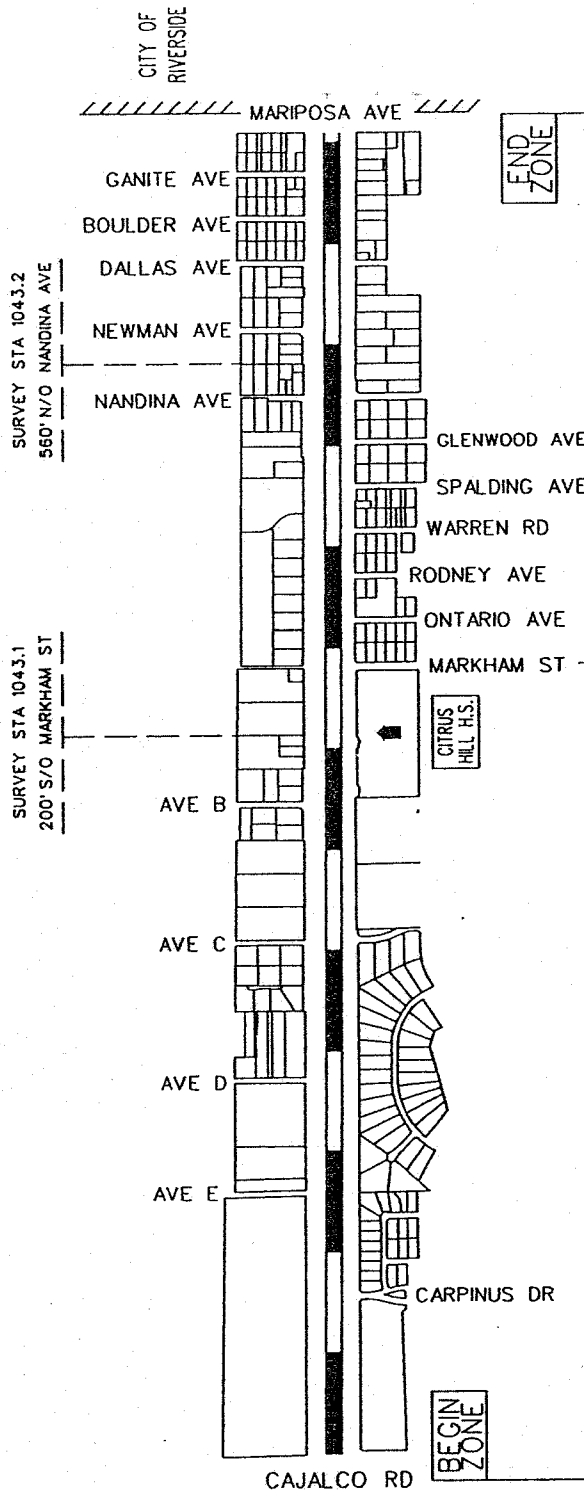 CITY OF
RIVERSIDE
MARIPOSA AVE
END
ZONE
GANITE AVE
BOULDER AVE
DALLAS AVE
SURVEY STA 1043.2
560' N/O NANDINA AVE
NEWMAN AVE
NANDINA AVE
GLENWOOD AVE
SPALDING AVE
WARREN RD
RODNEY AVE
ONTARIO AVE
MARKHAM ST
SURVEY STA 1043.1
200' S/O MARKHAM ST
CITRUS
HILL H.S.
AVE B
AVE C
AVE D
AVE E
CARPINUS DR
BEGIN
ZONE
CAJALCO RD